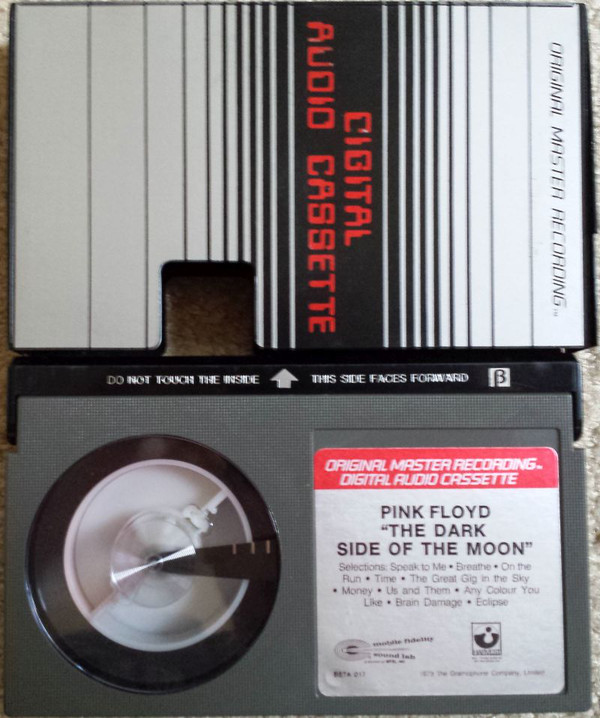 DIGITAL
AUDIO CASSETTE
ORIGINAL MASTER RECORDING™
DO NOT TOUCH THE INSIDE
THIS SIDE FACES FORWARD
β
ORIGINAL MASTER RECORDING™
DIGITAL AUDIO CASSETTE
PINK FLOYD
"THE DARK
SIDE OF THE MOON"
Selections: Speak to Me • Breathe • On the
Run • Time • The Great Gig in the Sky
• Money • Us and Them • Any Colour You
Like • Brain Damage • Eclipse
mobile fidelity
sound lab
BETA 017
1973 The Gramophone Company, Limited